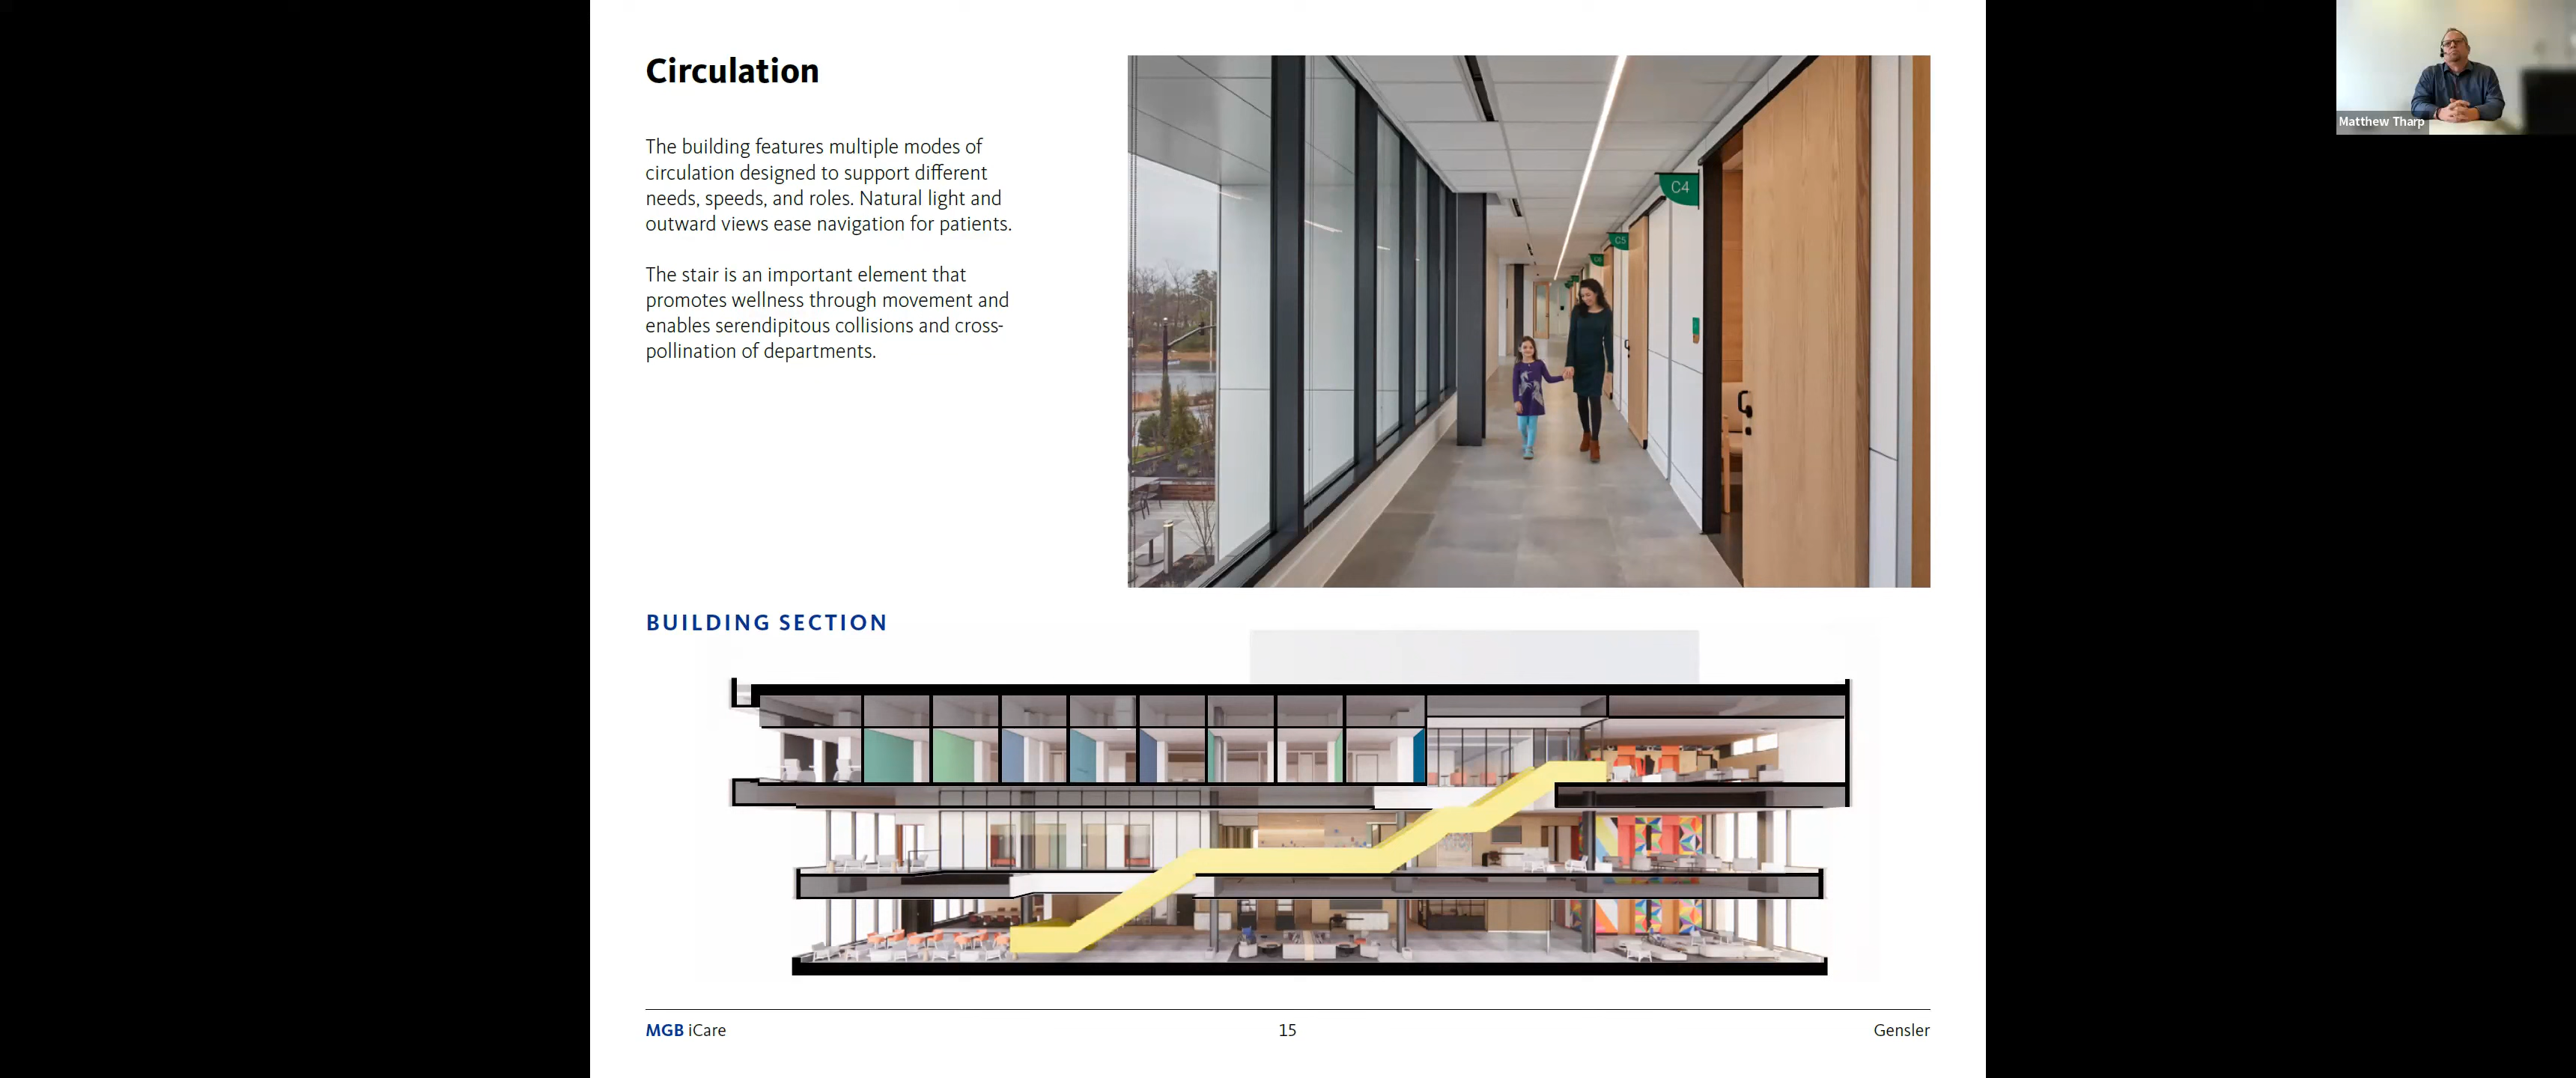 Circulation
The building features multiple modes of
circulation designed to support different
needs, speeds, and roles. Natural light and
outward views ease navigation for patients.
The stair is an important element that
promotes wellness through movement and
enables serendipitous collisions and cross-
pollination of departments.
C4
C5
Matthew Tharp
BUILDING SECTION
MGB iCare
15
Gensler